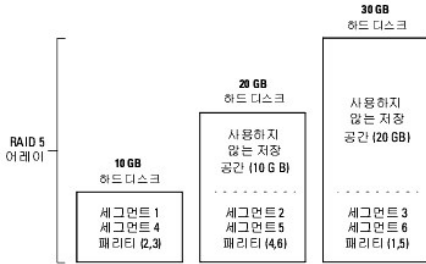 30 GB
하드 디스크
20 GB
하드 디스크
사용하지
않는 저장
공간 (20 GB)
사용하지
않는 저장
공간 (10 G B)
RAID 5
어레이
10 GB
하드 디스크
세그먼트 1
세그먼트 4
패리티 (2,3)
세그먼트 2
세그먼트 5
패리티 (4,6)
세그먼트 3
세그먼트 6
패리티 (1,5)